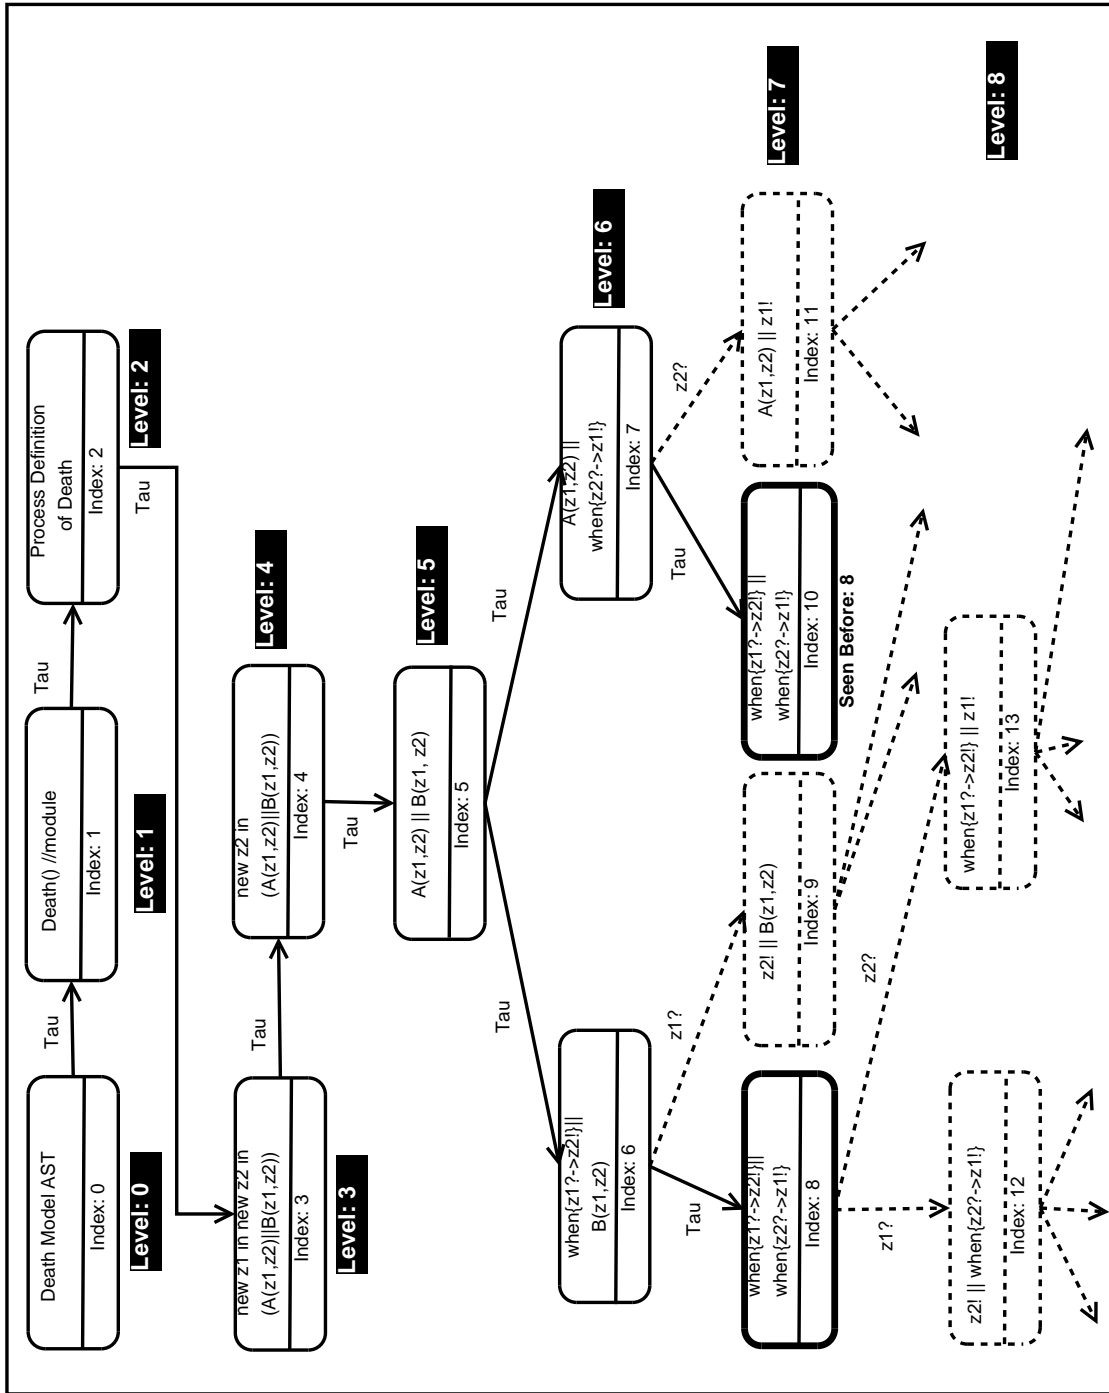 Death Model AST
Index: 0
Level: 0
Tau
Death() //module
Index: 1
Level: 1
Tau
Process Definition
of Death
Index: 2
Level: 2
Tau
new z1 in new z2 in
(A(z1,z2)||B(z1,z2))
Index: 3
Level: 3
Tau
new z2 in
(A(z1,z2)||B(z1,z2))
Index: 4
Level: 4
Tau
A(z1,z2) || B(z1, z2)
Index: 5
Level: 5
Tau
Tau
when{z1?->z2!}||
B(z1,z2)
Index: 6
A(z1,z2) ||
when{z2?->z1!}
Index: 7
Level: 6
Tau
z1?
Tau
z2?
when{z1?->z2!}||
when{z2?->z1!}
Index: 8
z2! || B(z1,z2)
Index: 9
when{z1?->z2!} ||
when{z2?->z1!}
Index: 10
Seen Before: 8
A(z1,z2) || z1!
Index: 11
Level: 7
z1?
z2?
z2! || when{z2?->z1!}
Index: 12
when{z1?->z2!} || z1!
Index: 13
Level: 8